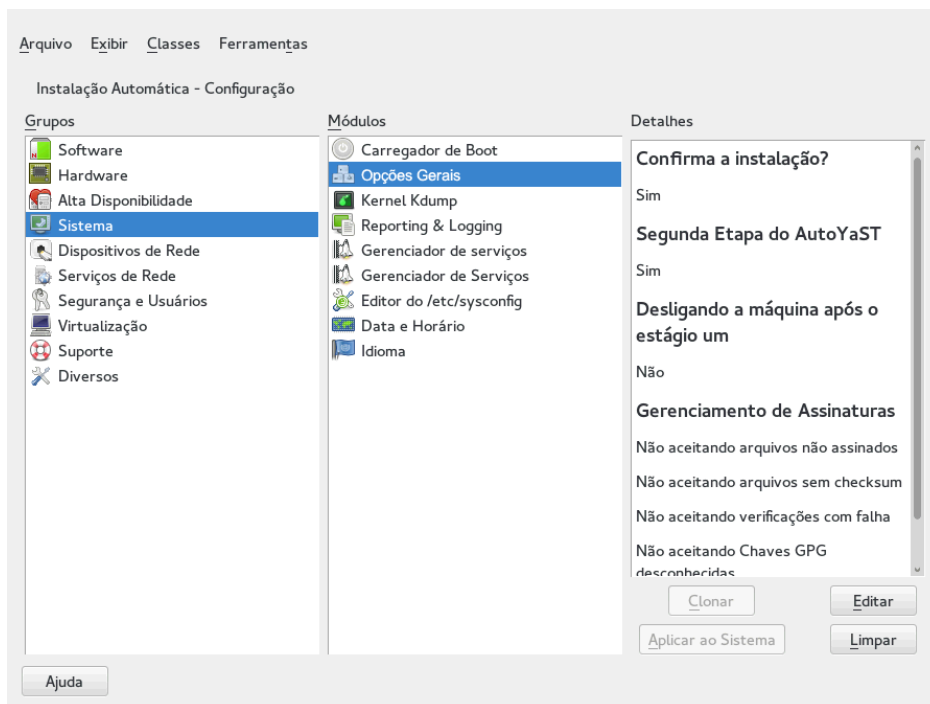 Arquivo Exibir Classes Ferramentas
Instalação Automática - Configuração
Grupos
Software
Hardware
Alta Disponibilidade
Sistema
Dispositivos de Rede
Serviços de Rede
Segurança e Usuários
Virtualização
Suporte
Diversos
Módulos
Carregador de Boot
Opções Gerais
Kernel Kdump
Reporting & Logging
Gerenciador de serviços
Gerenciador de Serviços
Editor do /etc/sysconfig
Data e Horário
Idioma
Detalhes
Confirma a instalação?
Sim
Segunda Etapa do AutoYaST
Sim
Desligando a máquina após o
estágio um
Não
Gerenciamento de Assinaturas
Não aceitando arquivos não assinados
Não aceitando arquivos sem checksum
Não aceitando verificações com falha
Não aceitando Chaves GPG
desconhecidas
Clonar Editar
Aplicar ao Sistema Limpar
Ajuda